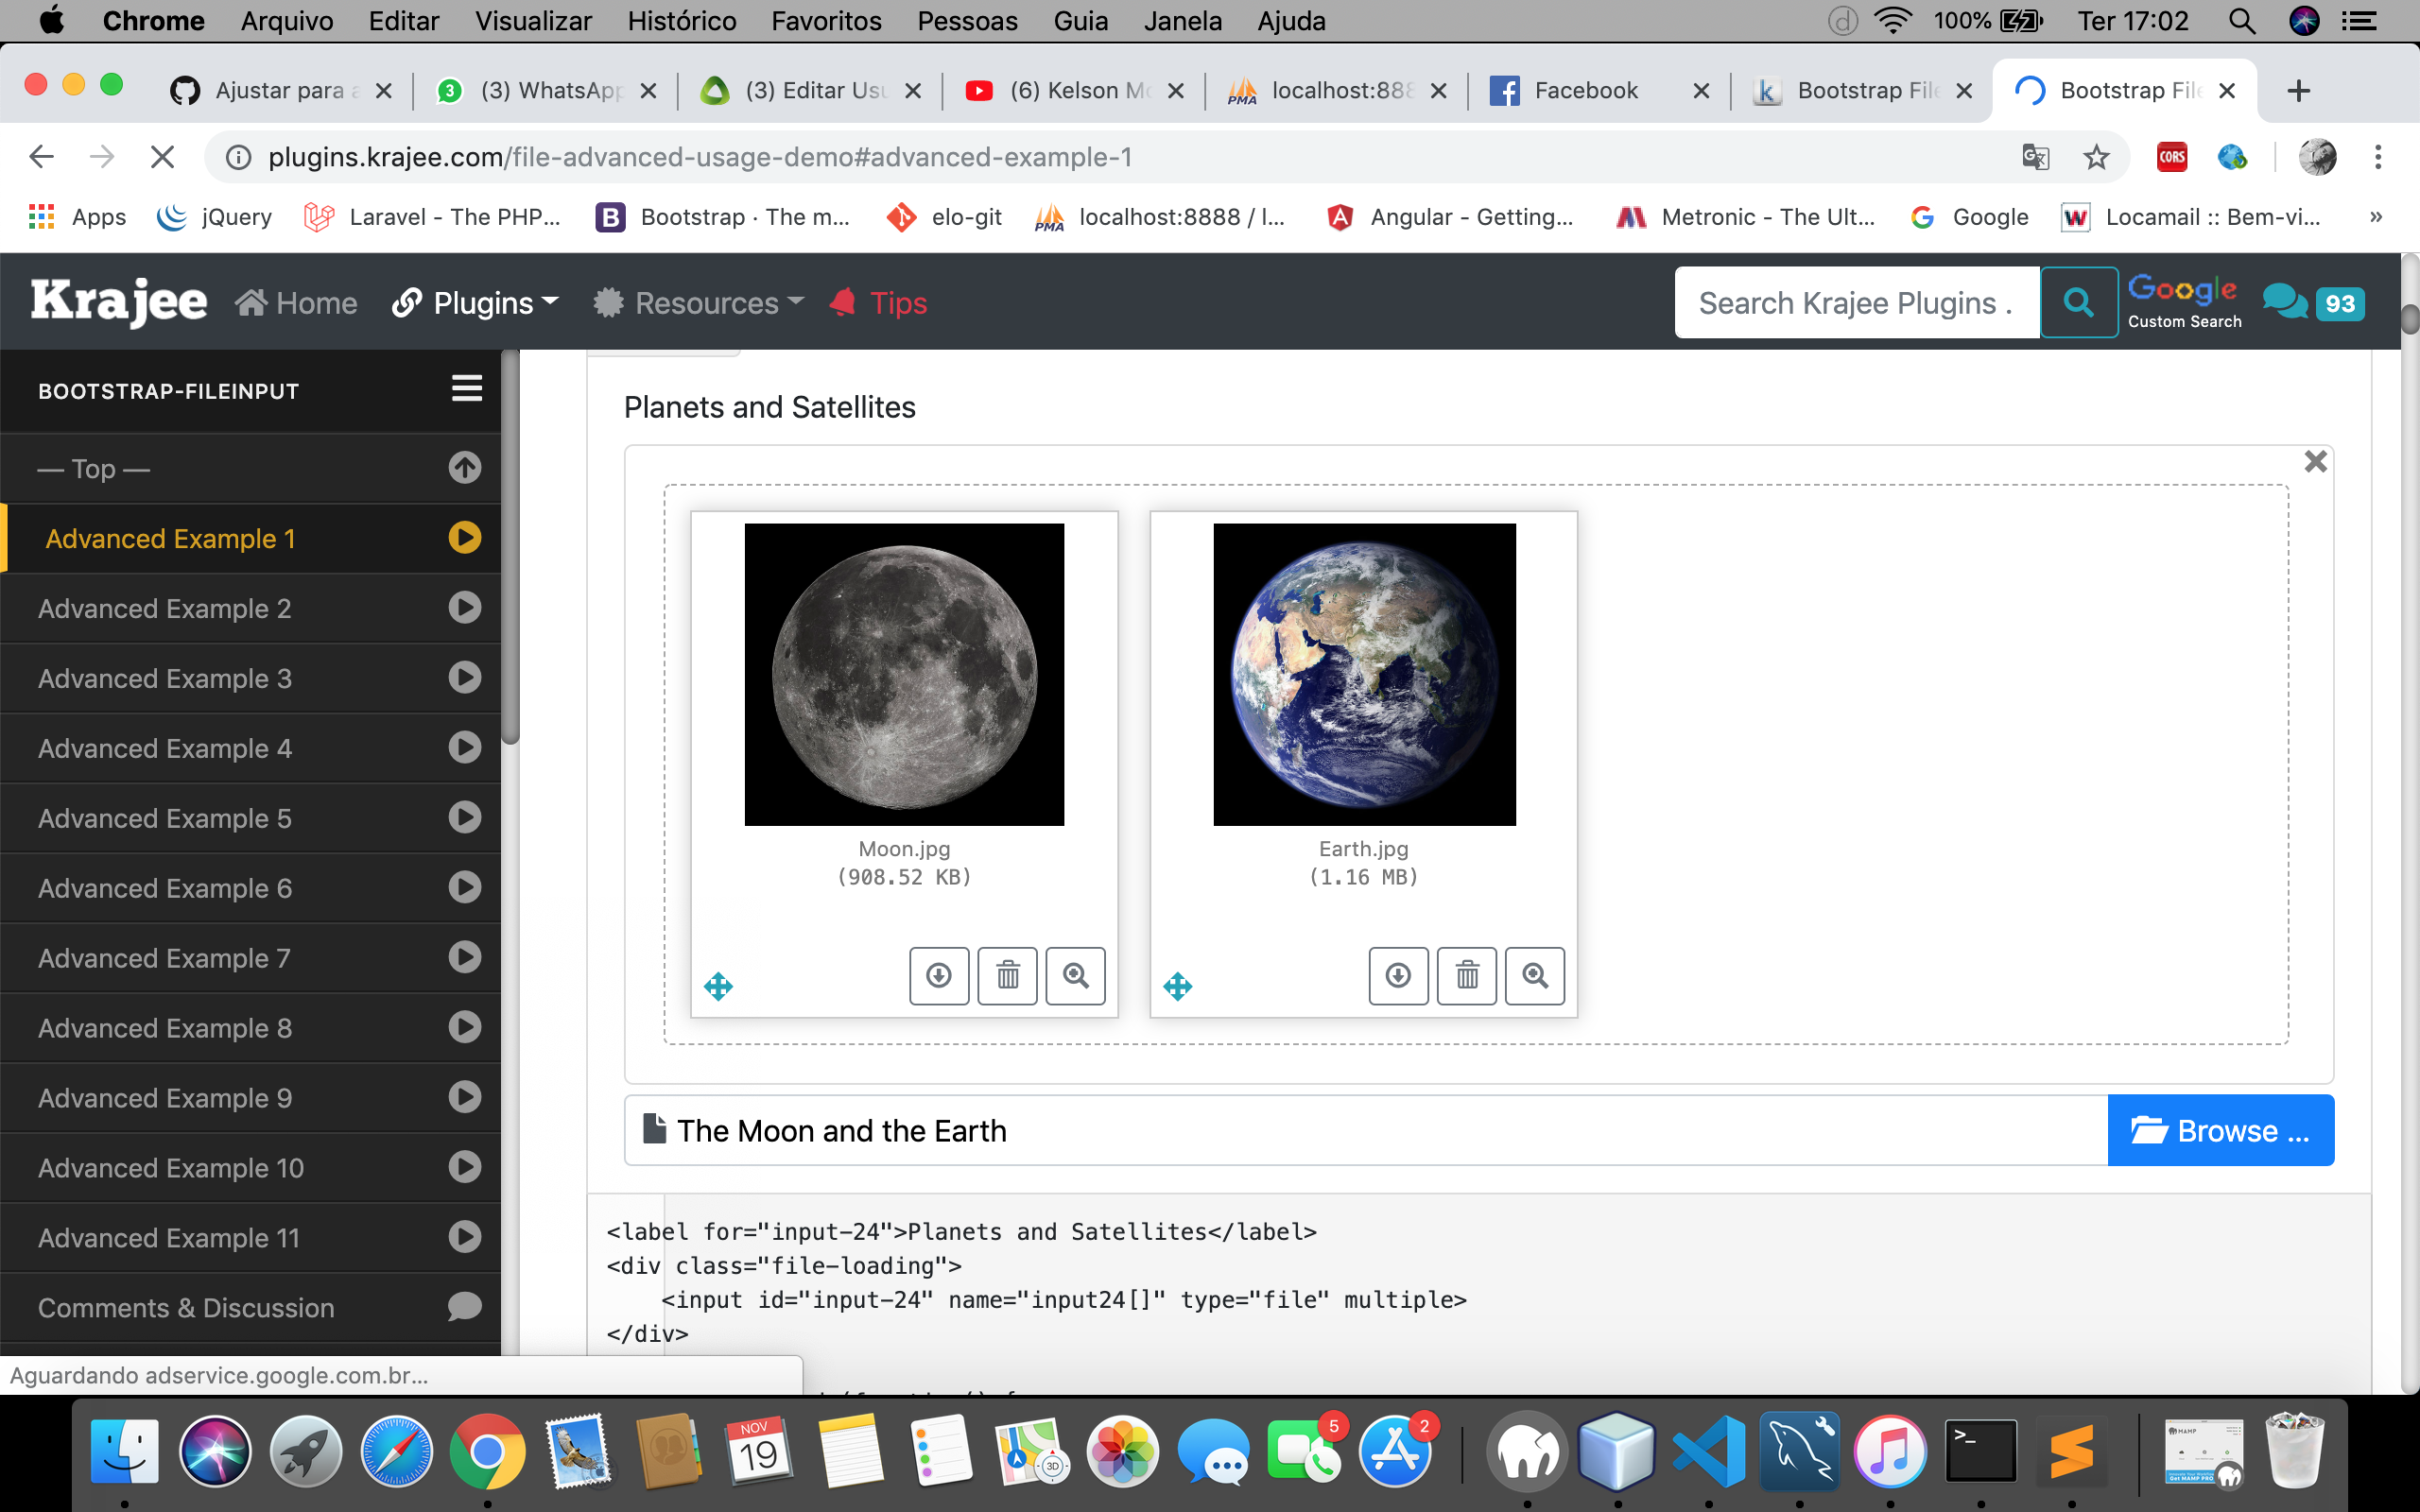 Chrome Arquivo Editar Visualizar Histórico Favoritos Pessoas Guia Janela Ajuda 100% Ter 17:02
Ajustar para a (3) WhatsApp (3) Editar Usu (6) Kelson Mo localhost:888 Facebook Bootstrap File Bootstrap File
plugins.krajee.com/file-advanced-usage-demo#advanced-example-1 CORS
Apps jQuery Laravel - The PHP... Bootstrap · The m... elo-git localhost:8888 / l... Angular - Getting... Metronic - The Ult... Google Locamail :: Bem-vi... »
Krajee Home Plugins Resources Tips Search Krajee Plugins . Google Custom Search 93
BOOTSTRAP-FILEINPUT
— Top —
Advanced Example 1
Advanced Example 2
Advanced Example 3
Advanced Example 4
Advanced Example 5
Advanced Example 6
Advanced Example 7
Advanced Example 8
Advanced Example 9
Advanced Example 10
Advanced Example 11
Comments & Discussion
Planets and Satellites
Moon.jpg
(908.52 KB)
Earth.jpg
(1.16 MB)
The Moon and the Earth
Browse ...
<label for="input-24">Planets and Satellites</label>
<div class="file-loading">
<input id="input-24" name="input24[]" type="file" multiple>
</div>
Aguardando adservice.google.com.br...
NOV
19
3D
5
2